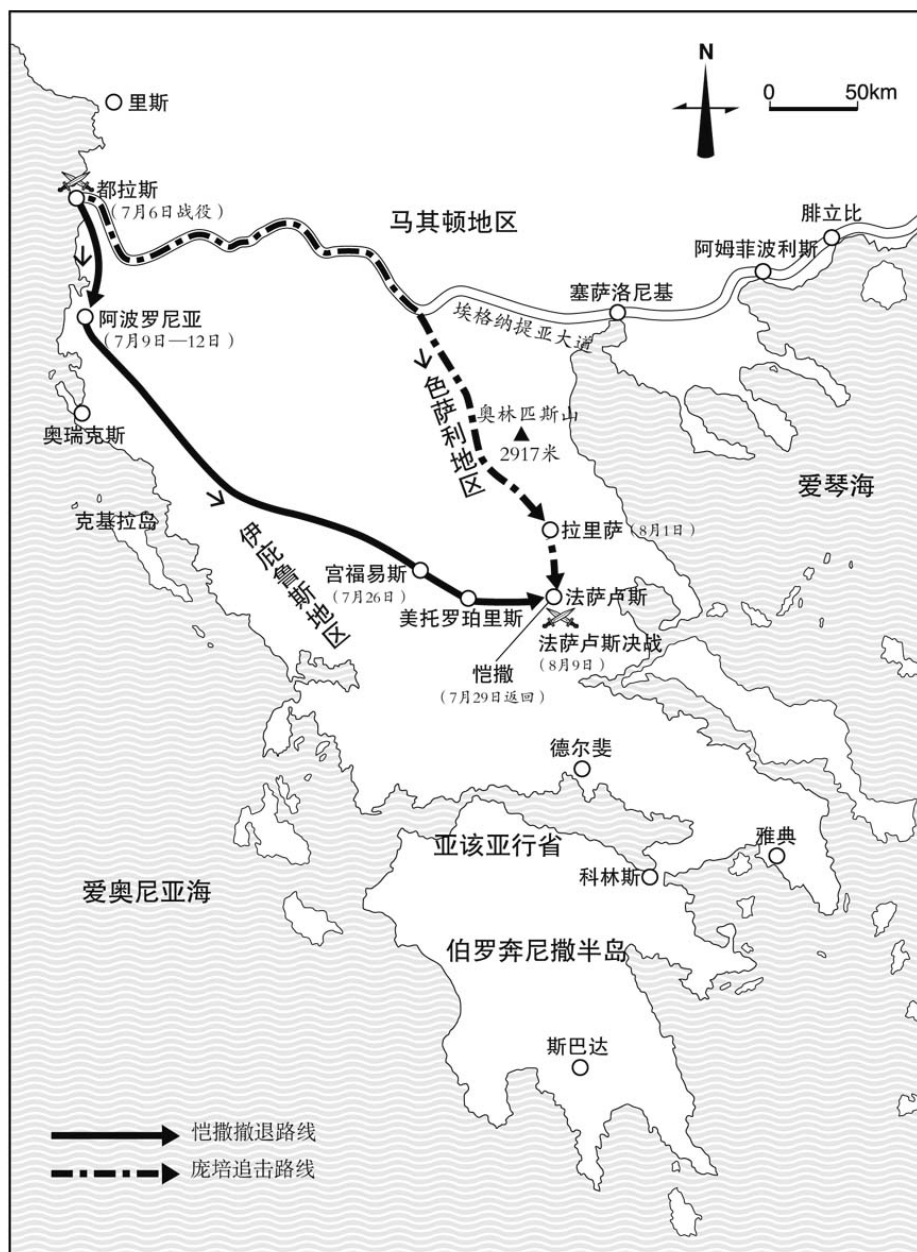 N
0 50km
里斯
都拉斯
(7月6日战役)
马其顿地区
腓立比
阿姆菲波利斯
塞萨洛尼基
埃格纳提亚大道
阿波罗尼亚
(7月9日—12日)
奥瑞克斯
色萨利地区
奥林匹斯山
2917米
爱琴海
克基拉岛
伊庇鲁斯地区
拉里萨(8月1日)
宫福易斯
(7月26日)
美托罗珀里斯
法萨卢斯
法萨卢斯决战
(8月9日)
恺撒
(7月29日返回)
德尔斐
亚该亚行省
雅典
科林斯
爱奥尼亚海
伯罗奔尼撒半岛
斯巴达
恺撒撤退路线
庞培追击路线